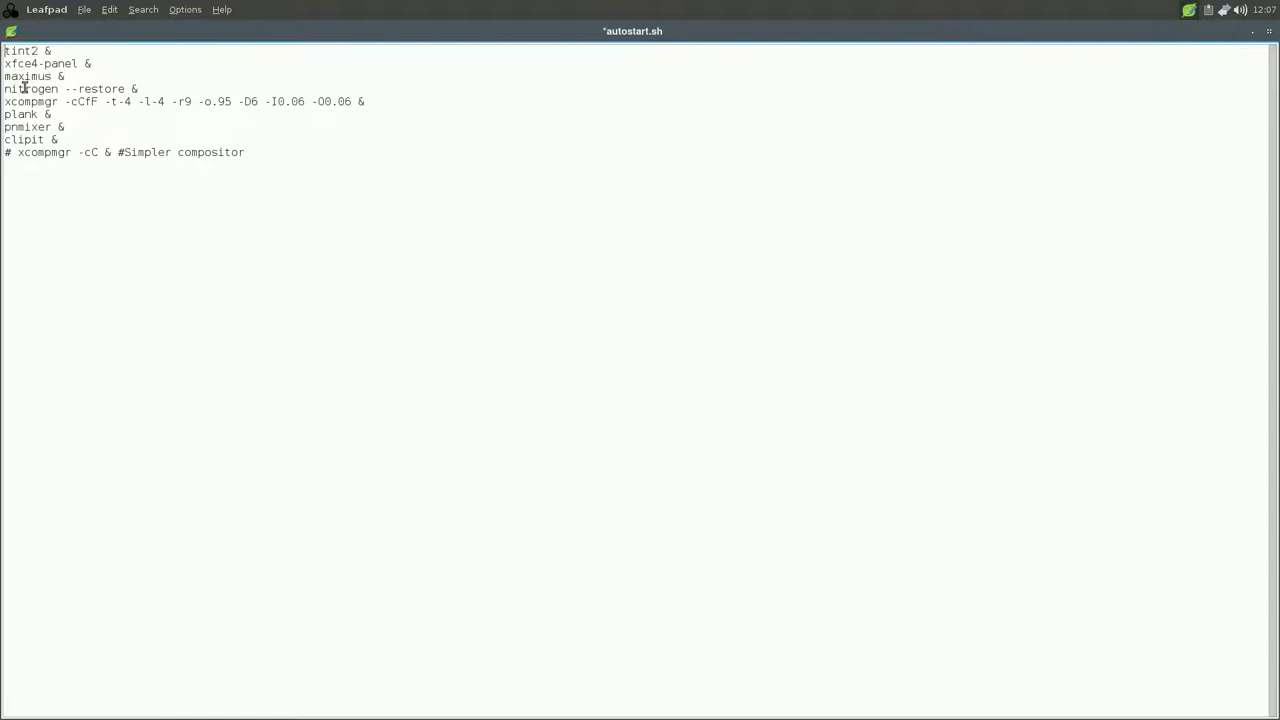 Leafpad File Edit Search Options Help 12:07
*autostart.sh
tint2 &
xfce4-panel &
maximus &
nitrogen --restore &
xcompmgr -cCfF -t-4 -l-4 -r9 -o.95 -D6 -I0.06 -O0.06 &
plank &
pnmixer &
clipit &
# xcompmgr -cC & #Simpler compositor